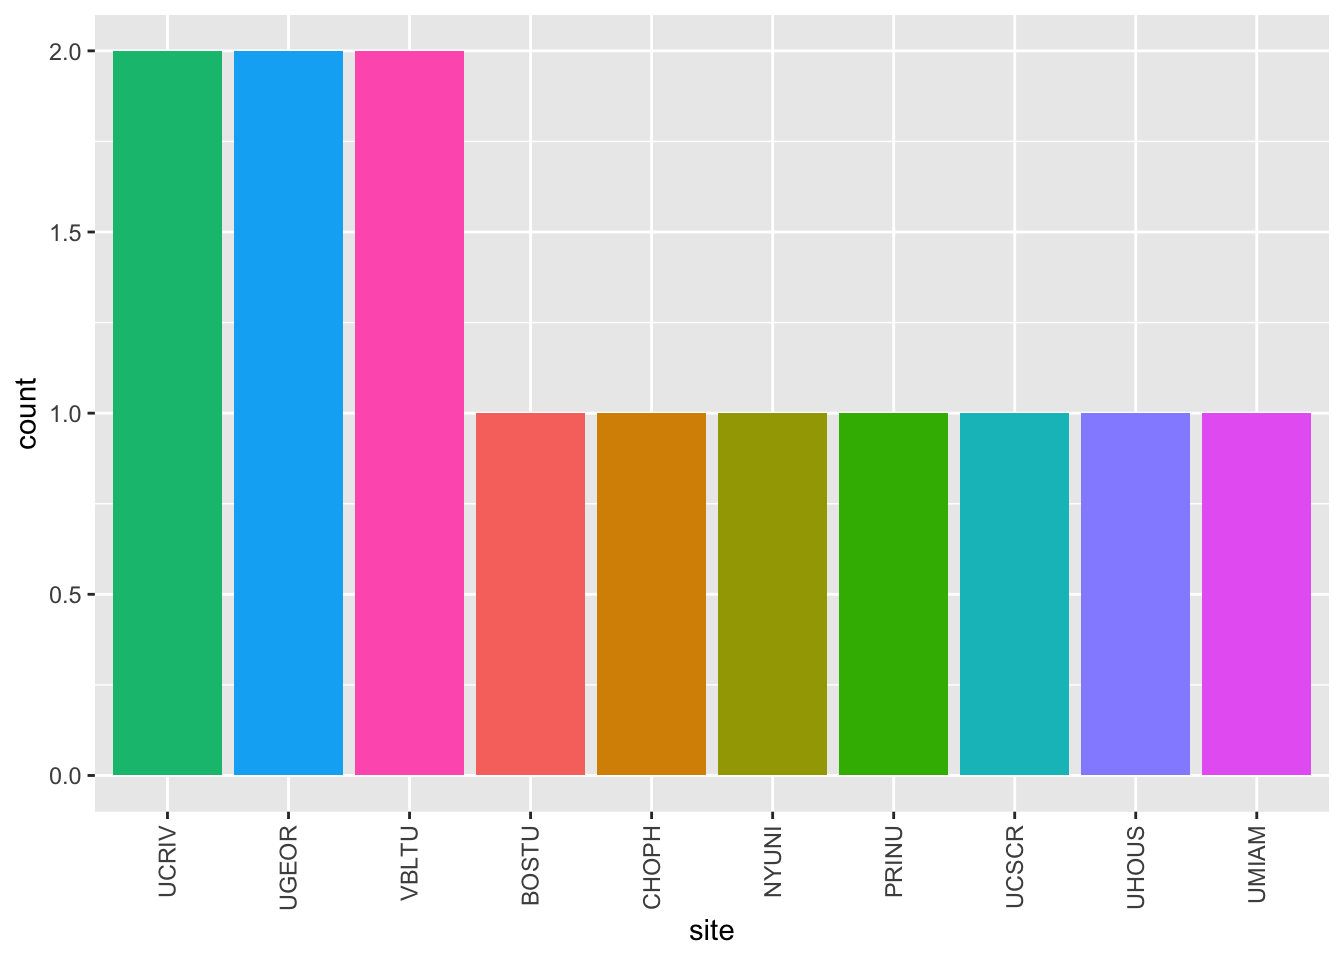 count
2.0
1.5
1.0
0.5
0.0
UCRIV
UGEOR
VBLTU
BOSTU
CHOPH
NYUNI
PRINU
UCSCR
UHOUS
UMIAM
site